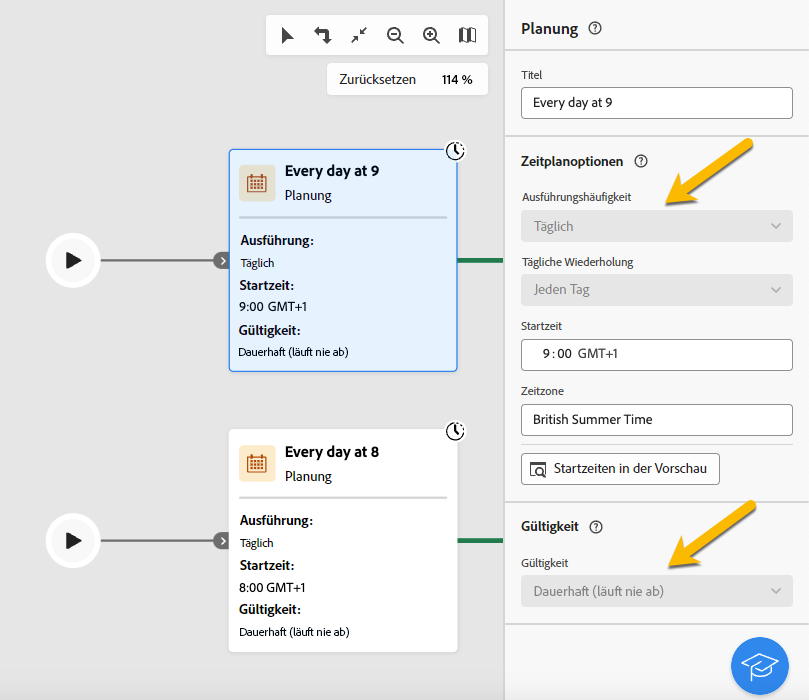 Zurücksetzen 114 %
Every day at 9
Planung
Ausführung:
Täglich
Startzeit:
9:00 GMT+1
Gültigkeit:
Dauerhaft (läuft nie ab)
Every day at 8
Planung
Ausführung:
Täglich
Startzeit:
8:00 GMT+1
Gültigkeit:
Dauerhaft (läuft nie ab)
Planung
Titel
Every day at 9
Zeitplanoptionen
Ausführungshäufigkeit
Täglich
Tägliche Wiederholung
Jeden Tag
Startzeit
9:00 GMT+1
Zeitzone
British Summer Time
Startzeiten in der Vorschau
Gültigkeit
Gültigkeit
Dauerhaft (läuft nie ab)